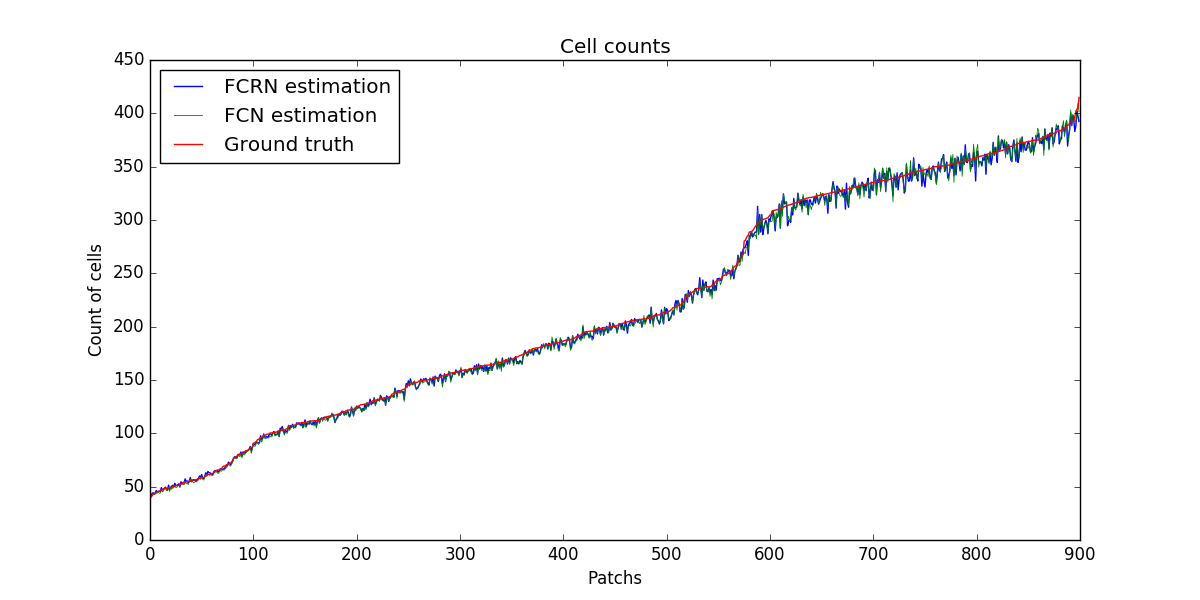 Cell counts
450
400
350
300
250
200
150
100
50
0
FCRN estimation
FCN estimation
Ground truth
Count of cells
0 100 200 300 400 500 600 700 800 900
Patchs